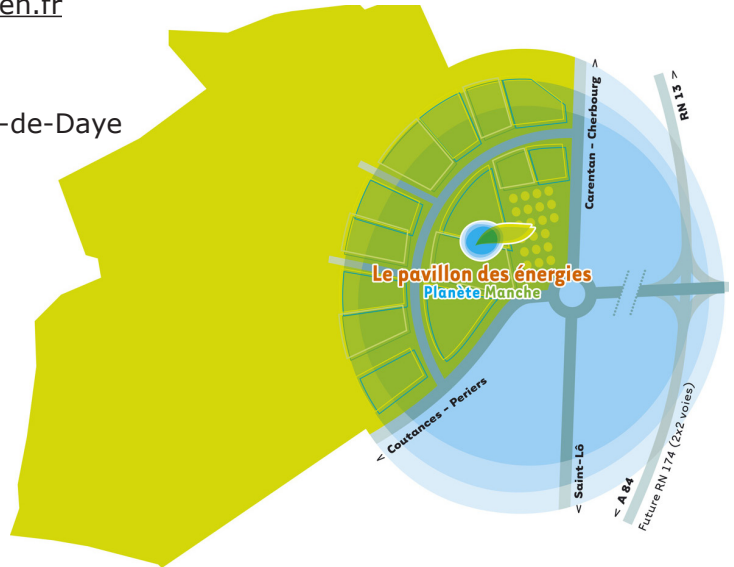 en.fr
-de-Daye
Carentan - Cherbourg >
RN 13 >
Le pavillon des énergies
Planète Manche
< Coutances - Periers
< Saint-Lô
< A 84
Future RN 174 (2x2 voies)